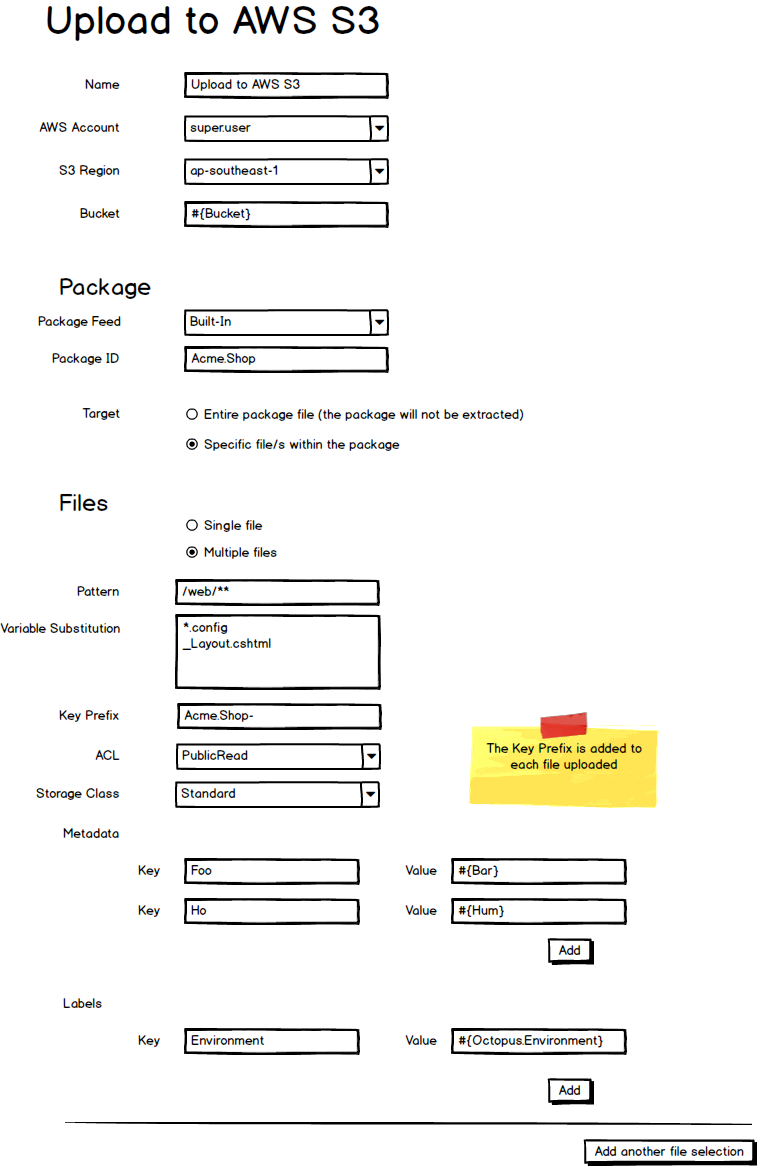 Upload to AWS S3
Name Upload to AWS S3
AWS Account super.user
S3 Region ap-southeast-1
Bucket #{Bucket}
Package
Package Feed Built-In
Package ID Acme.Shop
Target Entire package file (the package will not be extracted)
Specific file/s within the package
Files
Single file
Multiple files
Pattern /web/**
Variable Substitution *.config
_Layout.cshtml
Key Prefix Acme.Shop-
The Key Prefix is added to
each file uploaded
ACL PublicRead
Storage Class Standard
Metadata
Key Foo Value #{Bar}
Key Ho Value #{Hum}
Add
Labels
Key Environment Value #{Octopus.Environment}
Add
Add another file selection